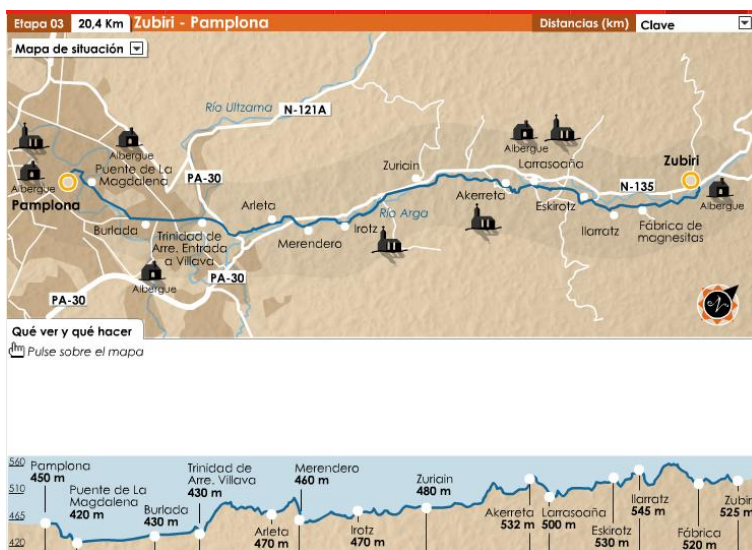 Etapa 03 20,4 Km Zubiri - Pamplona Distancias (km) Clave
Mapa de situación
Río Ultzama
N-121A
Albergue
Albergue
Puente de La
Magdalena
Albergue
Pamplona
PA-30
Burlada
Trinidad de
Arre. Entrada
a Villava
Albergue
PA-30
PA-30
Arleta
Merendero
Irotz
Zuriain
Río Arga
Akerreta
Albergue
Larrasoaña
Eskirotz
N-135
Ilarratz
Fábrica de
magnesitas
Zubiri
Albergue
Qué ver y qué hacer
Pulse sobre el mapa
560
510
465
420
Pamplona
450 m
Puente de La
Magdalena
420 m
Burlada
430 m
Trinidad de
Arre. Villava
430 m
Arleta
470 m
Merendero
460 m
Irotz
470 m
Zuriain
480 m
Akerreta
532 m
Larrasoaña
500 m
Eskirotz
530 m
Ilarratz
545 m
Fábrica
520 m
Zubiri
525 m